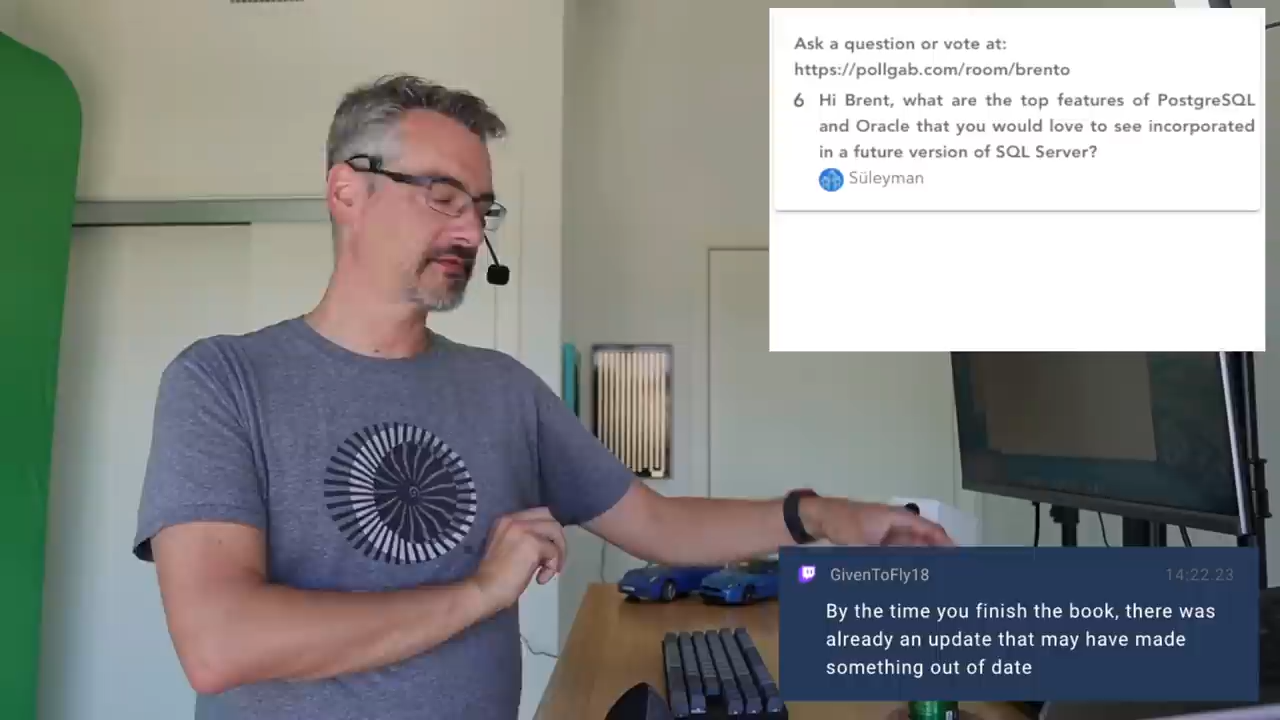 Ask a question or vote at:
https://pollgab.com/room/brento
6 Hi Brent, what are the top features of PostgreSQL
and Oracle that you would love to see incorporated
in a future version of SQL Server?
Süleyman
GivenToFly18 14:22.23
By the time you finish the book, there was
already an update that may have made
something out of date